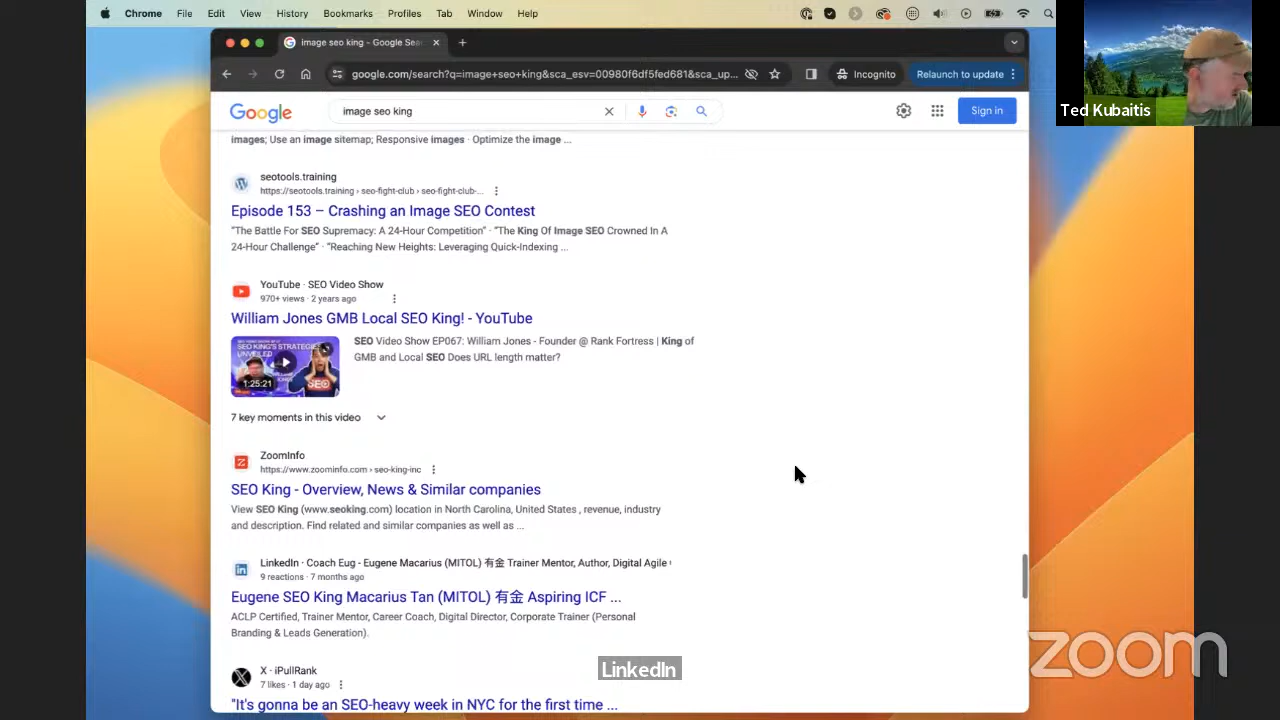 Chrome File Edit View History Bookmarks Profiles Tab Window Help
image seo king - Google Sea
google.com/search?q=image+seo+king&sca_esv=00980f6df5fed681&sca_up... Incognito Relaunch to update
Ted Kubaitis
Google image seo king Sign in
images; Use an image sitemap; Responsive images · Optimize the image ...
seotools.training
https://seotools.training › seo-fight-club › seo-fight-club-...
Episode 153 – Crashing an Image SEO Contest
"The Battle For SEO Supremacy: A 24-Hour Competition" · "The King Of Image SEO Crowned In A
24-Hour Challenge" · "Reaching New Heights: Leveraging Quick-Indexing ...
YouTube · SEO Video Show
970+ views · 2 years ago
William Jones GMB Local SEO King! - YouTube
SEO KING'S STRATEGIES
UNVEILED
SEO
1:25:21
SEO Video Show EP067: William Jones - Founder @ Rank Fortress | King of
GMB and Local SEO Does URL length matter?
7 key moments in this video
ZoomInfo
https://www.zoominfo.com › seo-king-inc
SEO King - Overview, News & Similar companies
View SEO King (www.seoking.com) location in North Carolina, United States , revenue, industry
and description. Find related and similar companies as well as ...
LinkedIn · Coach Eug - Eugene Macarius (MITOL) 有金 Trainer Mentor, Author, Digital Agile
9 reactions · 7 months ago
Eugene SEO King Macarius Tan (MITOL) 有金 Aspiring ICF ...
ACLP Certified, Trainer Mentor, Career Coach, Digital Director, Corporate Trainer (Personal
Branding & Leads Generation).
LinkedIn
zoom
X · iPullRank
7 likes · 1 day ago
"It's gonna be an SEO-heavy week in NYC for the first time ...